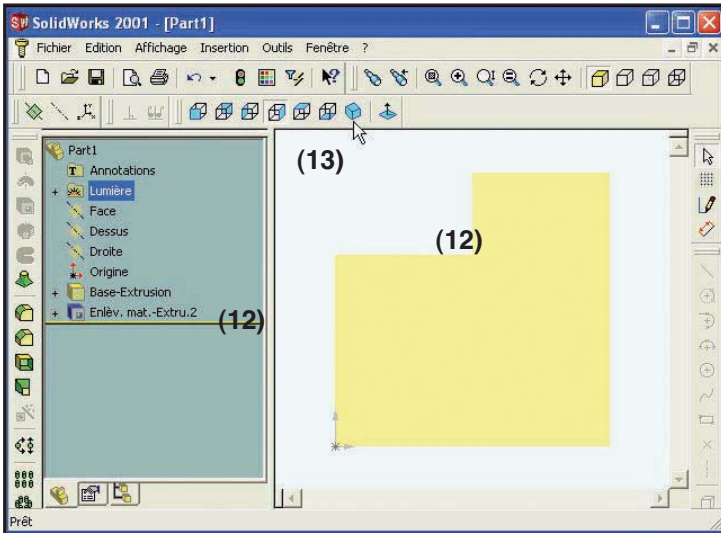 SolidWorks 2001 - [Part1]
Fichier Edition Affichage Insertion Outils Fenêtre ?
Part1
Annotations
Lumière
Face
Dessus
Droite
Origine
Base-Extrusion
Enlèv. mat.-Extru.2
(12)
(13)
(12)
Prêt